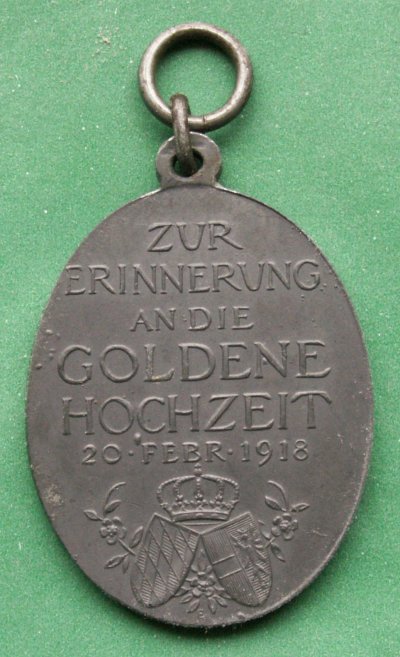 ZUR
ERINNERUNG
AN·DIE
GOLDENE
HOCHZEIT
20·FEBR·1918